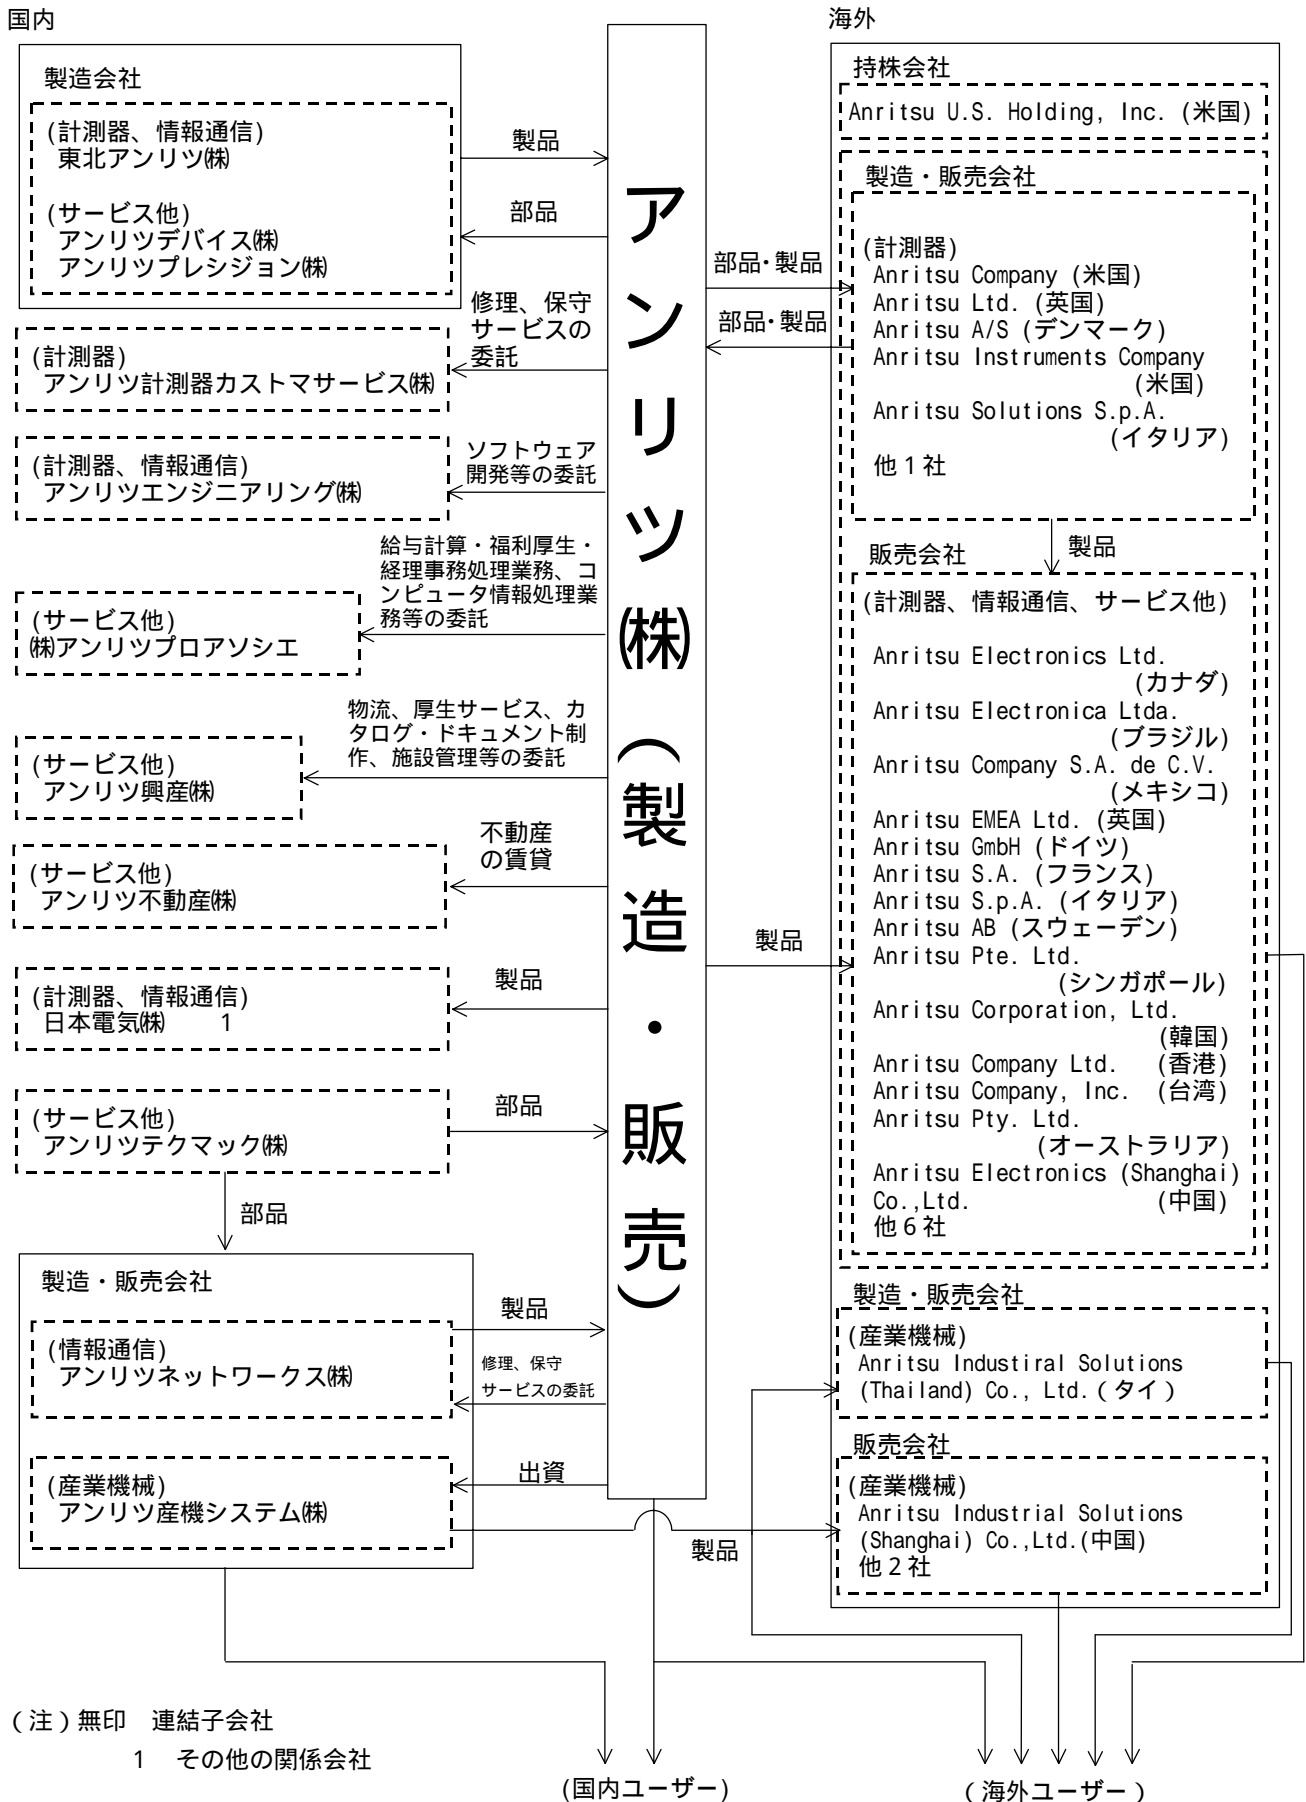 国内
製造会社
(計測器、情報通信)
東北アンリツ㈱
(サービス他)
アンリツデバイス㈱
アンリツプレシジョン㈱
製品
部品
修理、保守
サービスの
委託
(計測器)
アンリツ計測器カストマサービス㈱
ソフトウェア
開発等の委託
(計測器、情報通信)
アンリツエンジニアリング㈱
給与計算・福利厚生・
経理事務処理業務、コ
ンピュータ情報処理業
務等の委託
(サービス他)
㈱アンリツプロアソシエ
物流、厚生サービス、カ
タログ・ドキュメント制
作、施設管理等の委託
(サービス他)
アンリツ興産㈱
不動産
の賃貸
(サービス他)
アンリツ不動産㈱
製品
(計測器、情報通信)
日本電気㈱ 1
部品
(サービス他)
アンリツテクマック㈱
部品
製造・販売会社
(情報通信)
アンリツネットワークス㈱
製品
修理、保守
サービスの委託
(産業機械)
アンリツ産機システム㈱
出資
製品
アンリツ㈱(製造・販売)
部品・製品
部品・製品
製品
海外
持株会社
Anritsu U.S. Holding, Inc. (米国)
製造・販売会社
(計測器)
Anritsu Company (米国)
Anritsu Ltd. (英国)
Anritsu A/S (デンマーク)
Anritsu Instruments Company
(米国)
Anritsu Solutions S.p.A.
(イタリア)
他1社
製品
販売会社
(計測器、情報通信、サービス他)
Anritsu Electronics Ltd.
(カナダ)
Anritsu Electronica Ltda.
(ブラジル)
Anritsu Company S.A. de C.V.
(メキシコ)
Anritsu EMEA Ltd. (英国)
Anritsu GmbH (ドイツ)
Anritsu S.A. (フランス)
Anritsu S.p.A. (イタリア)
Anritsu AB (スウェーデン)
Anritsu Pte. Ltd.
(シンガポール)
Anritsu Corporation, Ltd.
(韓国)
Anritsu Company Ltd. (香港)
Anritsu Company, Inc. (台湾)
Anritsu Pty. Ltd.
(オーストラリア)
Anritsu Electronics (Shanghai)
Co.,Ltd. (中国)
他6社
製造・販売会社
(産業機械)
Anritsu Industiral Solutions
(Thailand) Co., Ltd.(タイ)
販売会社
(産業機械)
Anritsu Industrial Solutions
(Shanghai) Co.,Ltd.(中国)
他2社
(注)無印 連結子会社
1 その他の関係会社
(国内ユーザー)
(海外ユーザー)